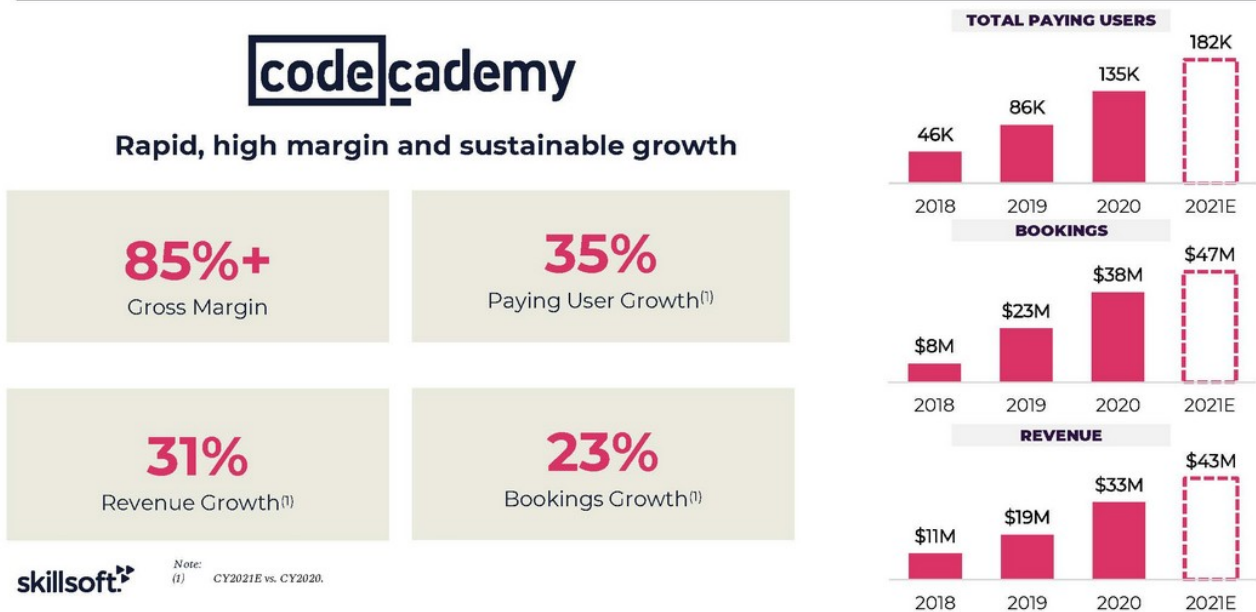 codecademy
Rapid, high margin and sustainable growth
85%+
Gross Margin
35%
Paying User Growth(1)
31%
Revenue Growth(1)
23%
Bookings Growth(1)
skillsoft
Note:
(1) CY2021E vs. CY2020.
TOTAL PAYING USERS
46K
86K
135K
182K
2018 2019 2020 2021E
BOOKINGS
$8M
$23M
$38M
$47M
2018 2019 2020 2021E
REVENUE
$11M
$19M
$33M
$43M
2018 2019 2020 2021E